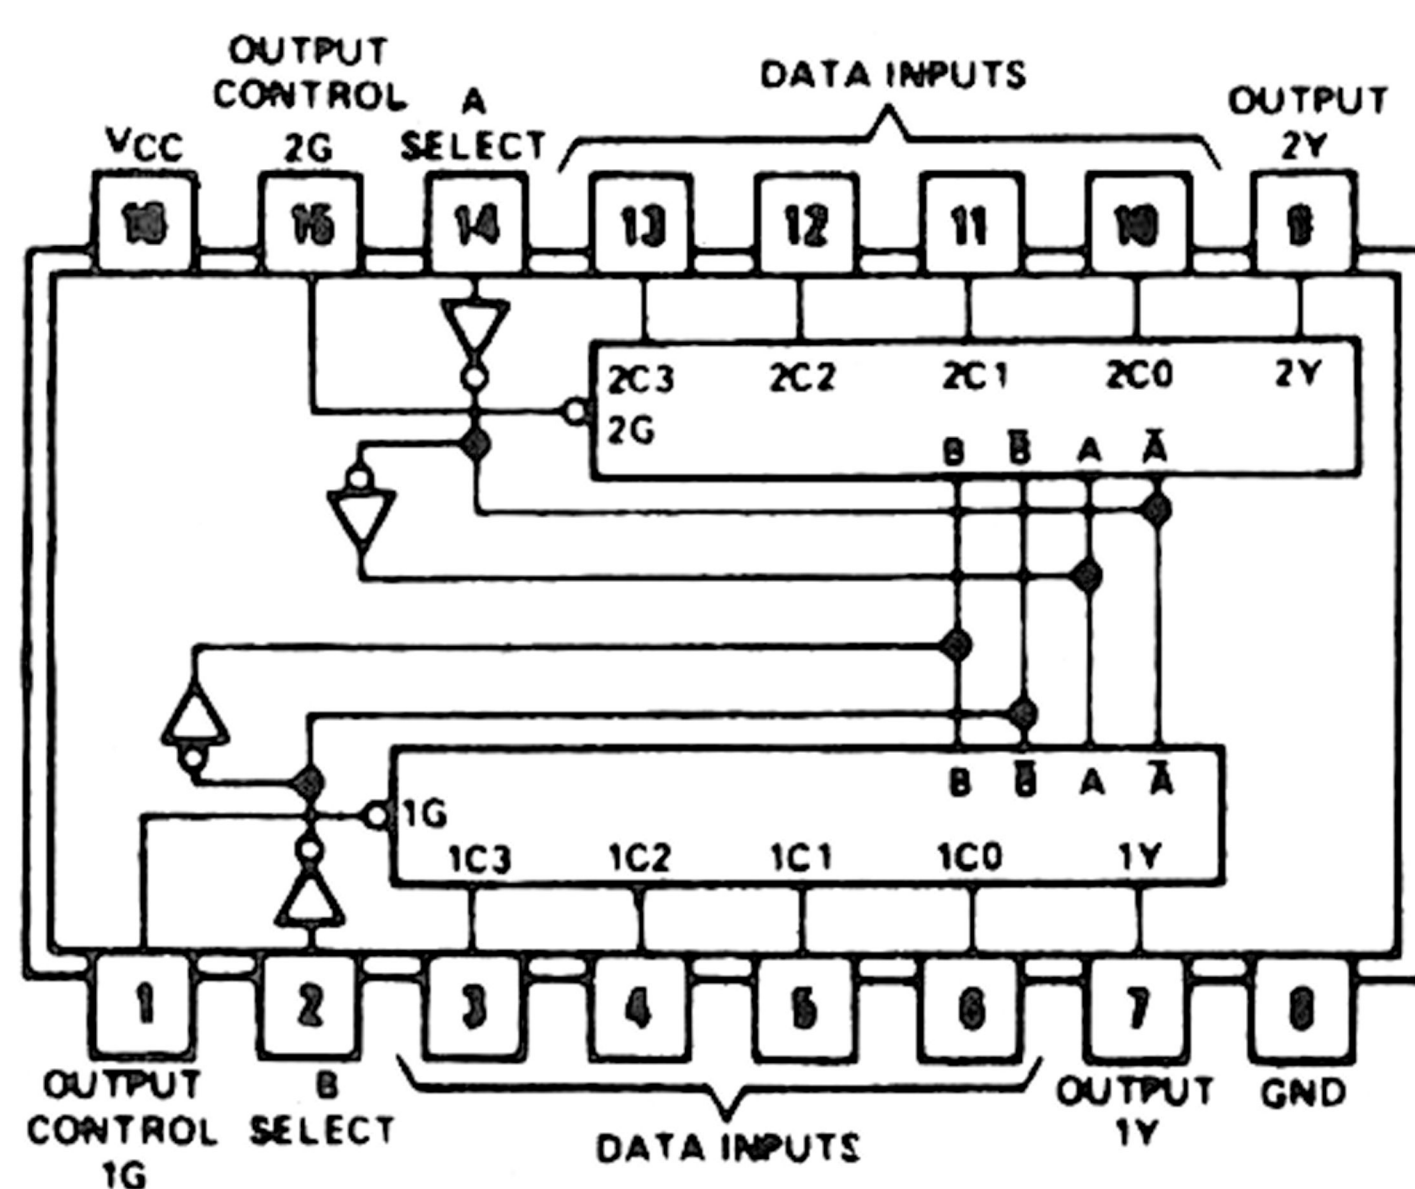 OUTPUT
CONTROL
2G
A
SELECT
DATA INPUTS
OUTPUT
2Y
VCC
16
15
14
13
12
11
10
9
2C3
2C2
2C1
2C0
2Y
2G
B
B̅
A
A̅
B
B̅
A
A̅
1G
1C3
1C2
1C1
1C0
1Y
1
2
3
4
5
6
7
8
OUTPUT
CONTROL
1G
B
SELECT
DATA INPUTS
OUTPUT
1Y
GND